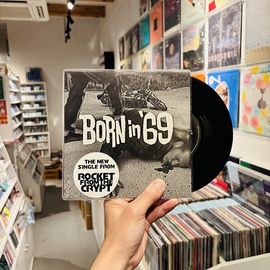 BORN in '69
THE NEW
SINGLE FROM
ROCKET
FROM THE
CRYPT